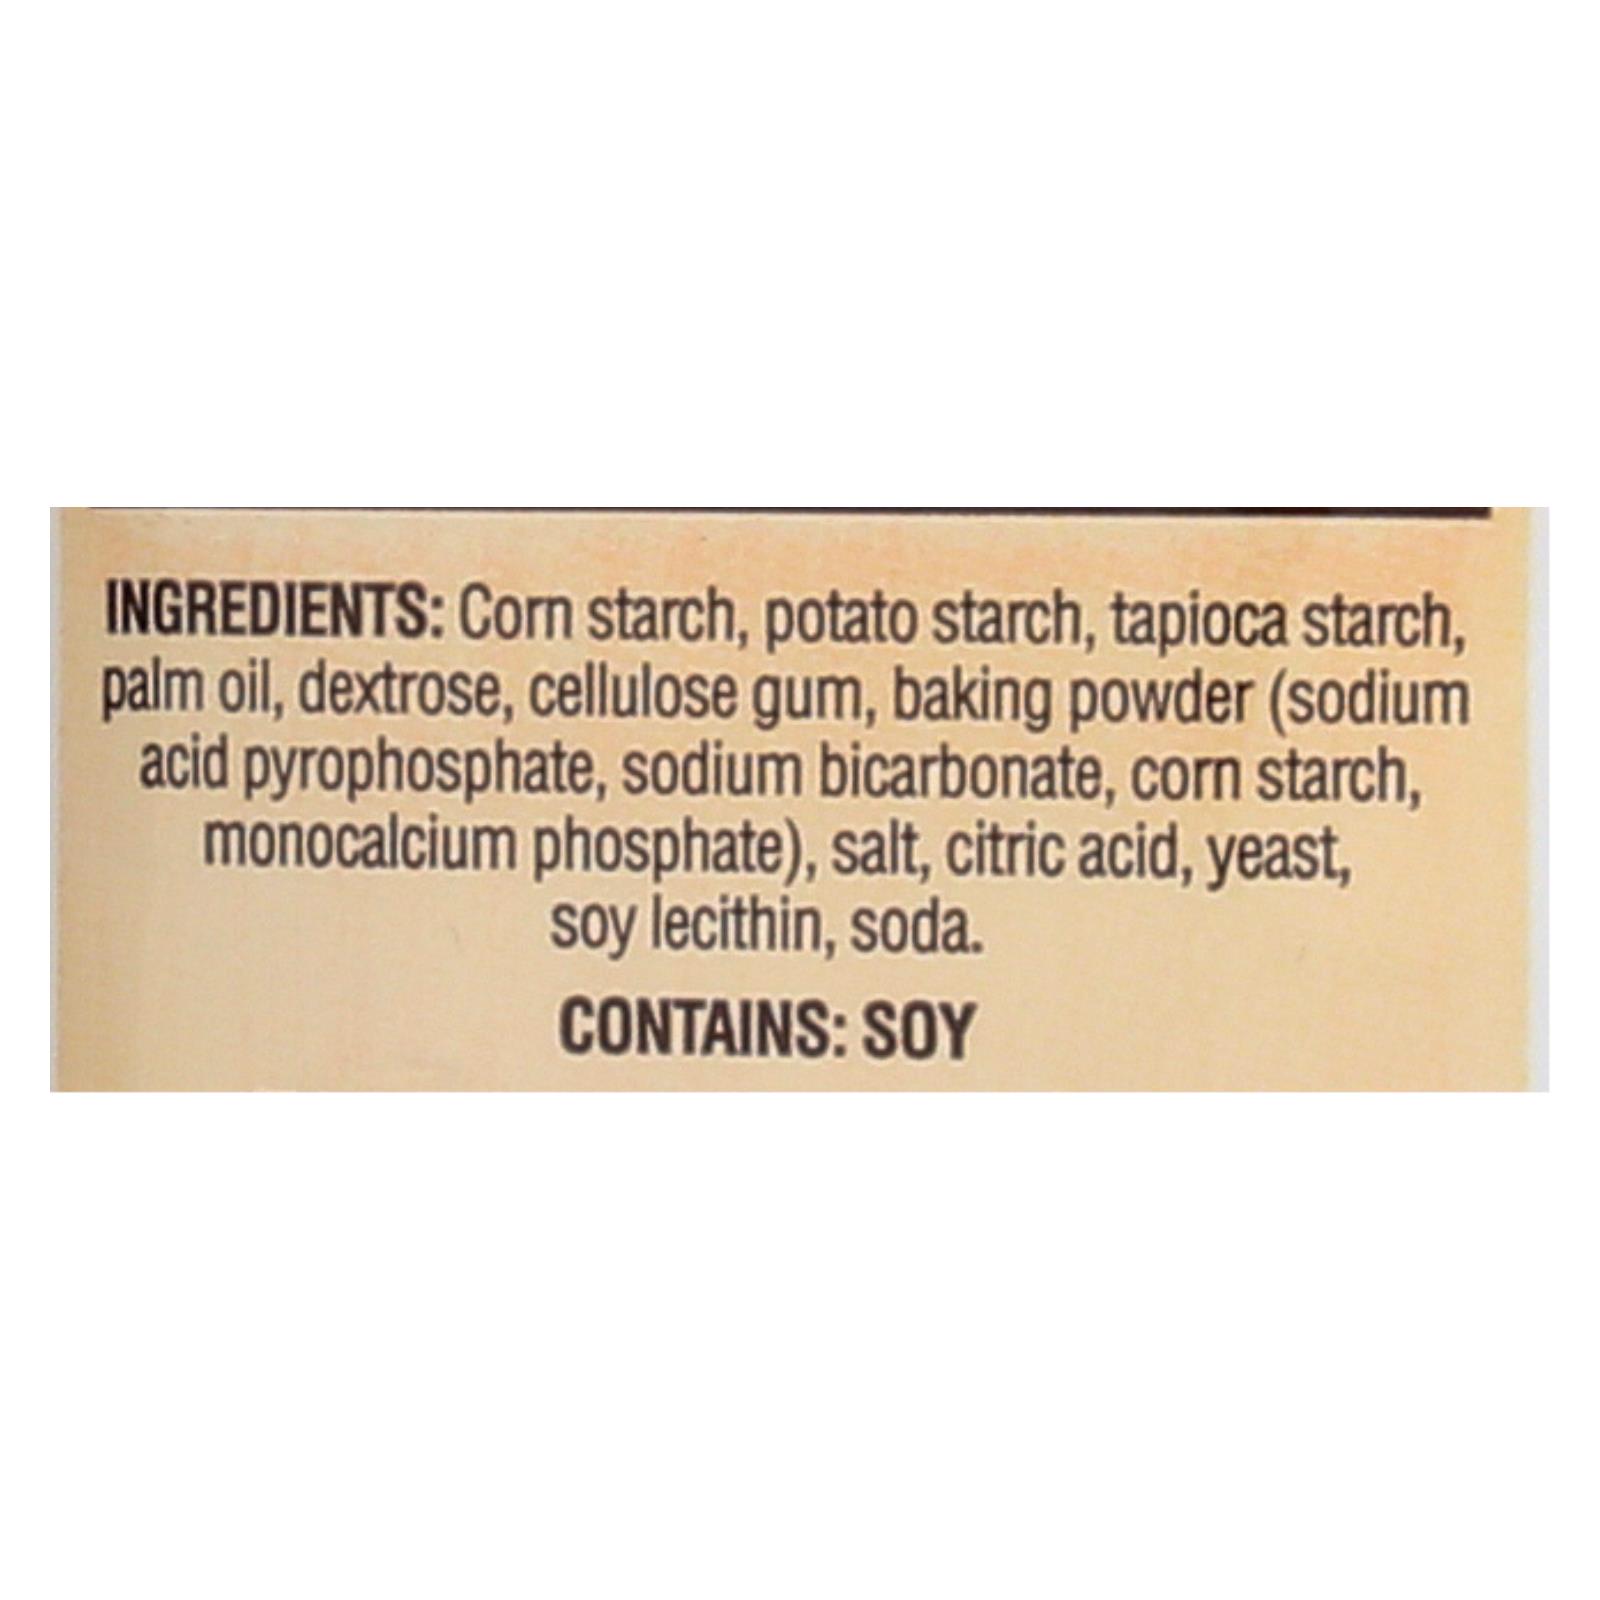 INGREDIENTS: Corn starch, potato starch, tapioca starch,
palm oil, dextrose, cellulose gum, baking powder (sodium
acid pyrophosphate, sodium bicarbonate, corn starch,
monocalcium phosphate), salt, citric acid, yeast,
soy lecithin, soda.
CONTAINS: SOY